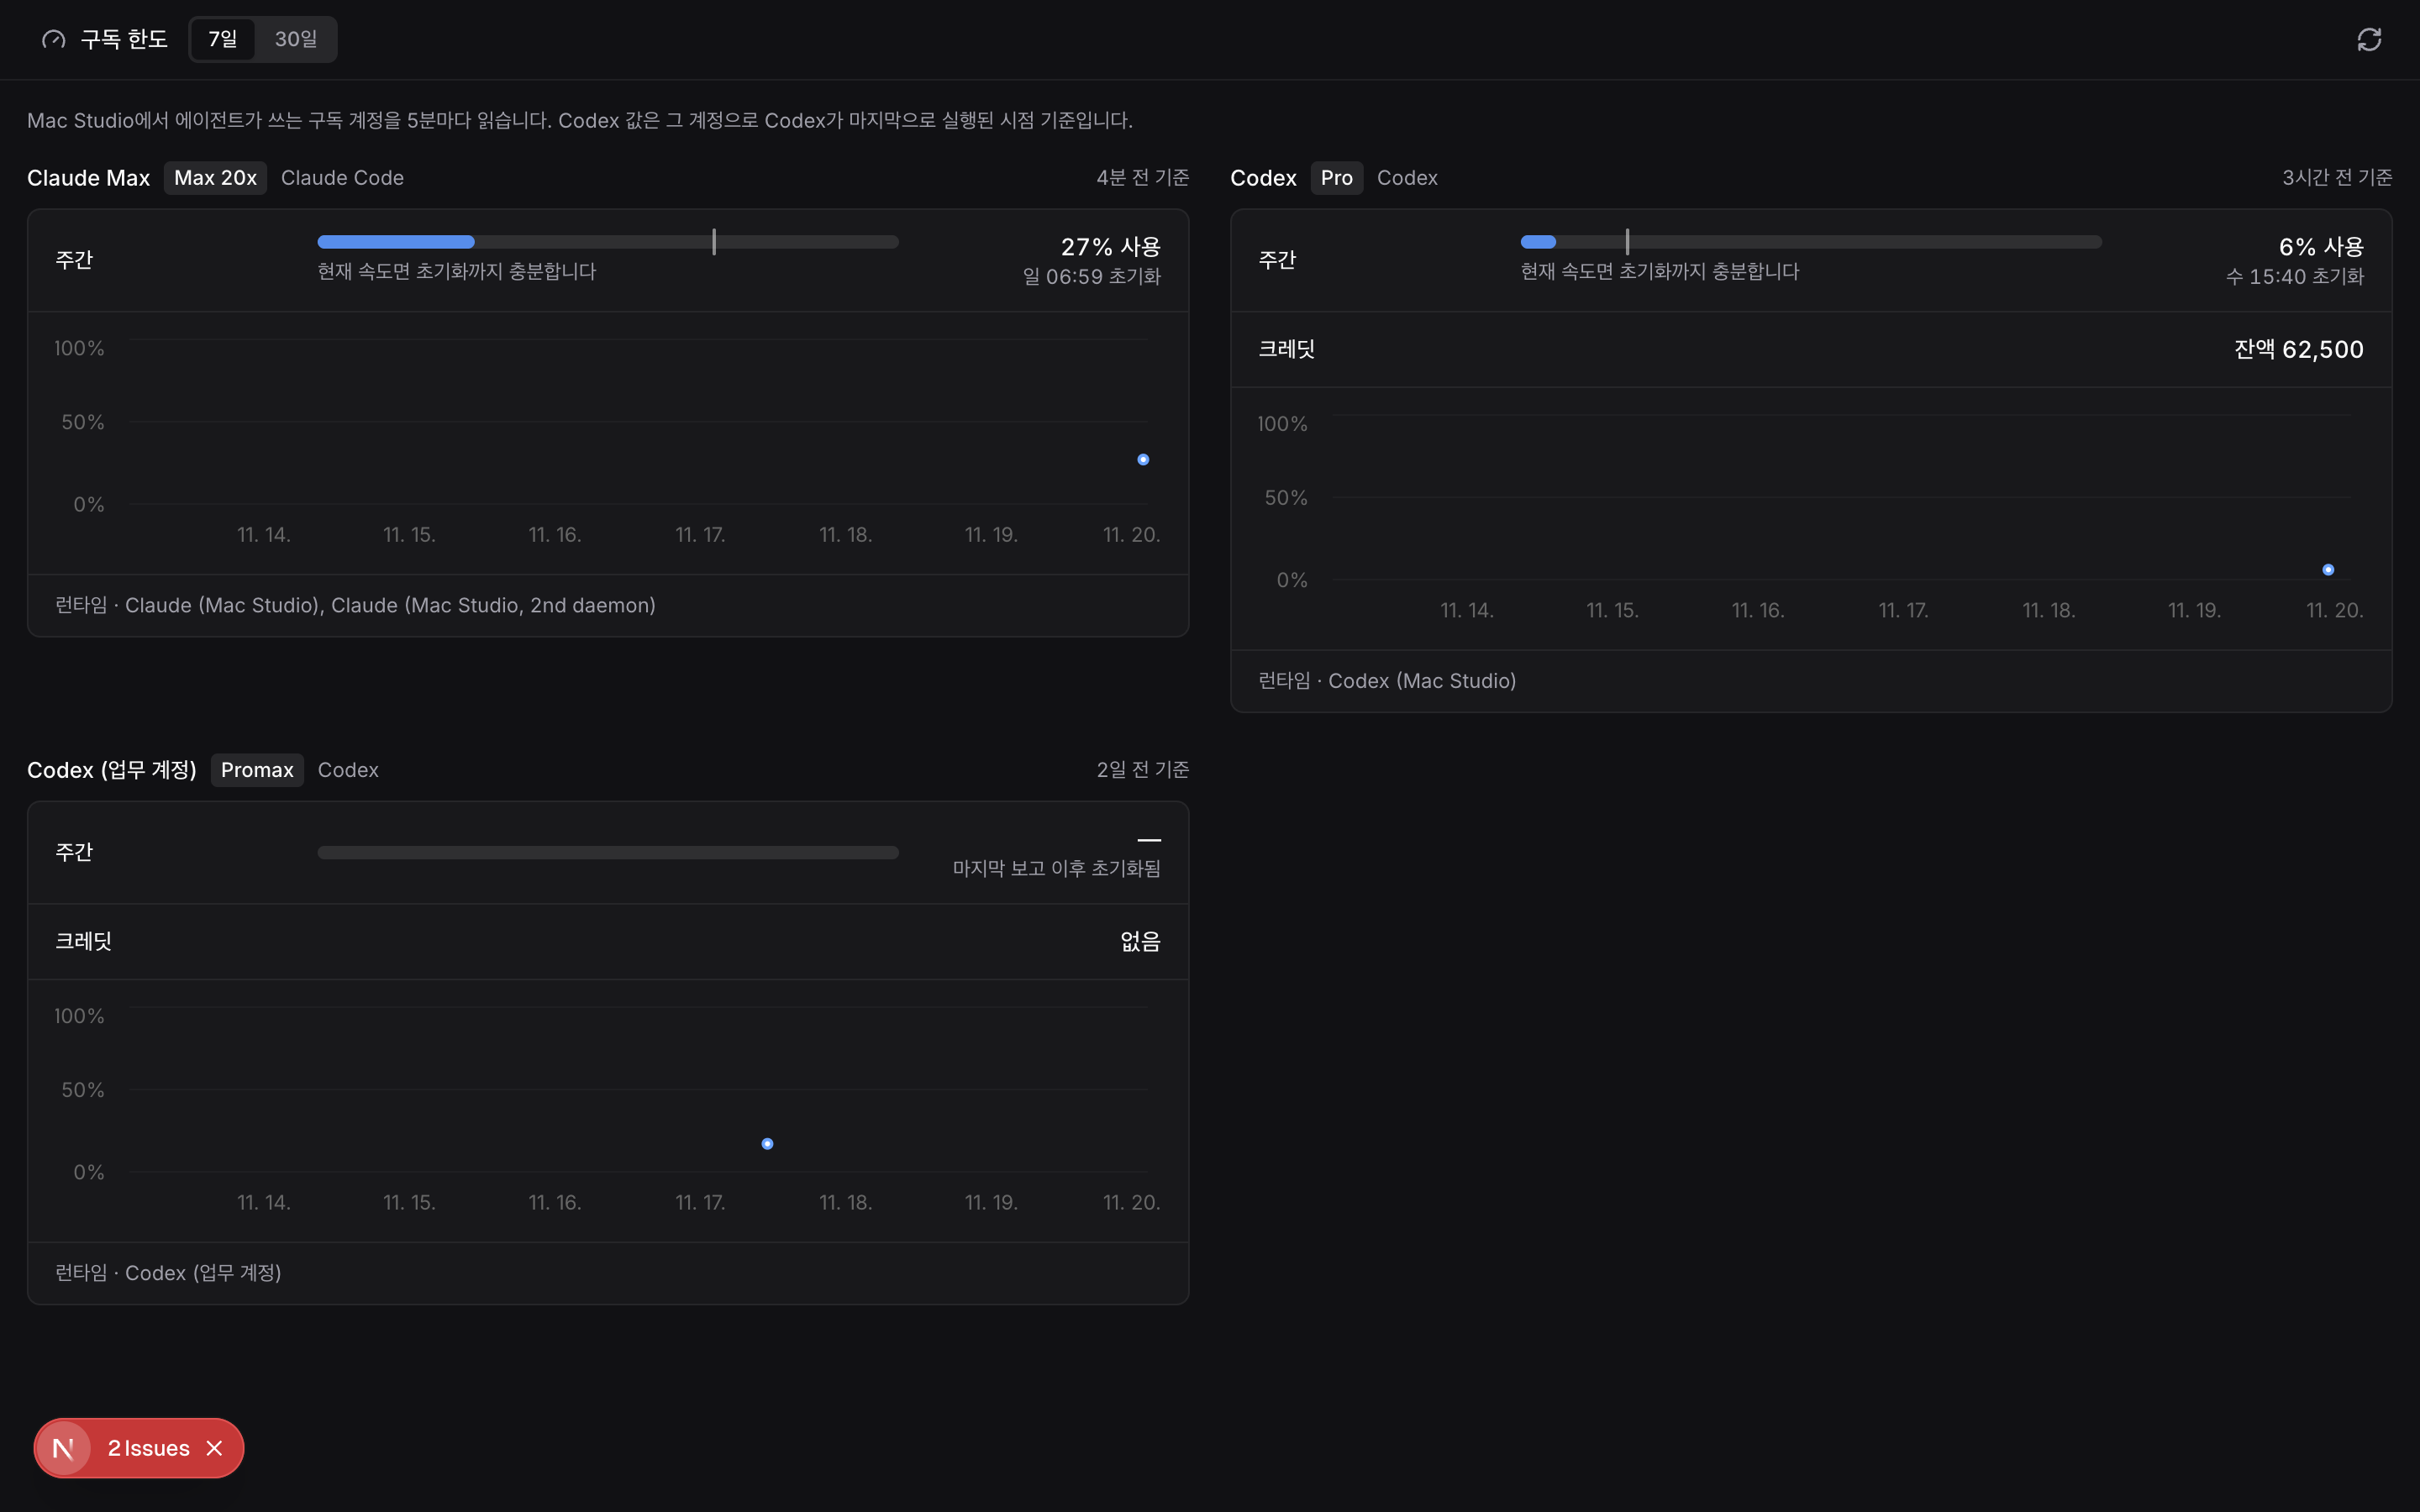 구독 한도 7일 30일
Mac Studio에서 에이전트가 쓰는 구독 계정을 5분마다 읽습니다. Codex 값은 그 계정으로 Codex가 마지막으로 실행된 시점 기준입니다.
Claude Max Max 20x Claude Code 4분 전 기준
주간
현재 속도면 초기화까지 충분합니다
27% 사용
일 06:59 초기화
100%
50%
0%
11. 14. 11. 15. 11. 16. 11. 17. 11. 18. 11. 19. 11. 20.
런타임 · Claude (Mac Studio), Claude (Mac Studio, 2nd daemon)
Codex Pro Codex 3시간 전 기준
주간
현재 속도면 초기화까지 충분합니다
6% 사용
수 15:40 초기화
크레딧 잔액 62,500
100%
50%
0%
11. 14. 11. 15. 11. 16. 11. 17. 11. 18. 11. 19. 11. 20.
런타임 · Codex (Mac Studio)
Codex (업무 계정) Promax Codex 2일 전 기준
주간
—
마지막 보고 이후 초기화됨
크레딧 없음
100%
50%
0%
11. 14. 11. 15. 11. 16. 11. 17. 11. 18. 11. 19. 11. 20.
런타임 · Codex (업무 계정)
N 2 Issues